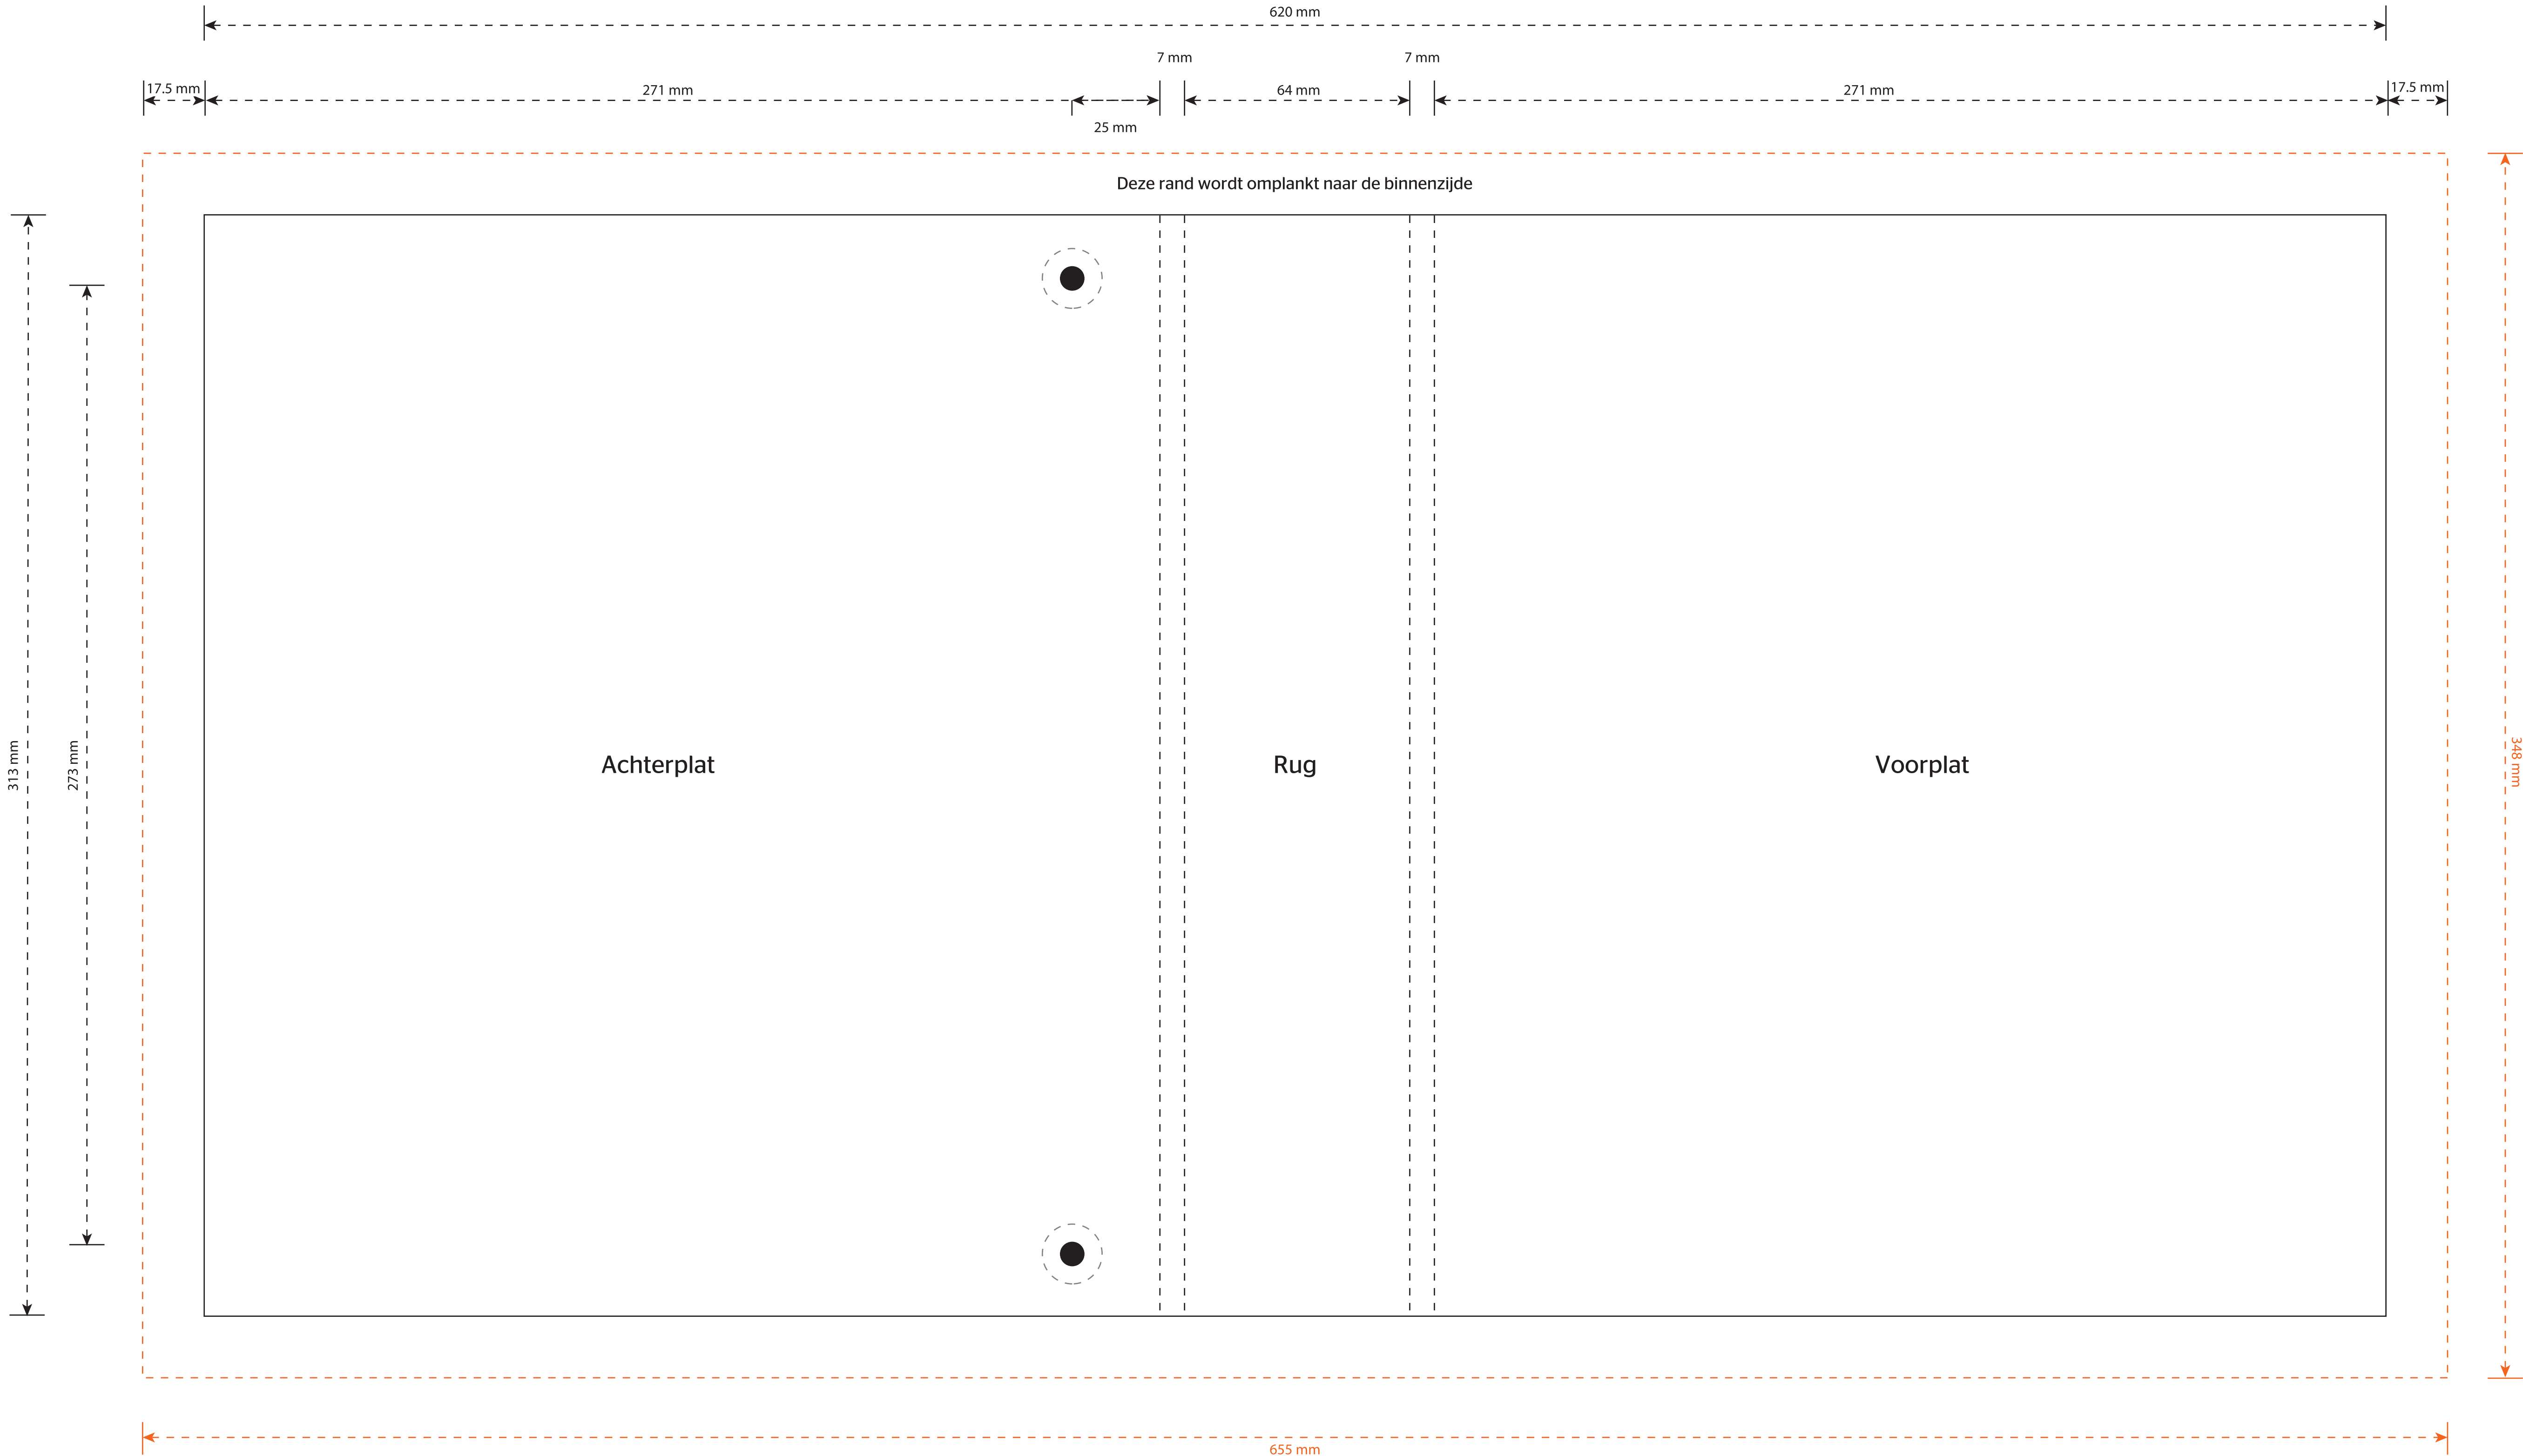 620 mm
7 mm
7 mm
17.5 mm
271 mm
64 mm
271 mm
17.5 mm
25 mm
Deze rand wordt omplankt naar de binnenzijde
313 mm
273 mm
Achterplat
Rug
Voorplat
348 mm
655 mm